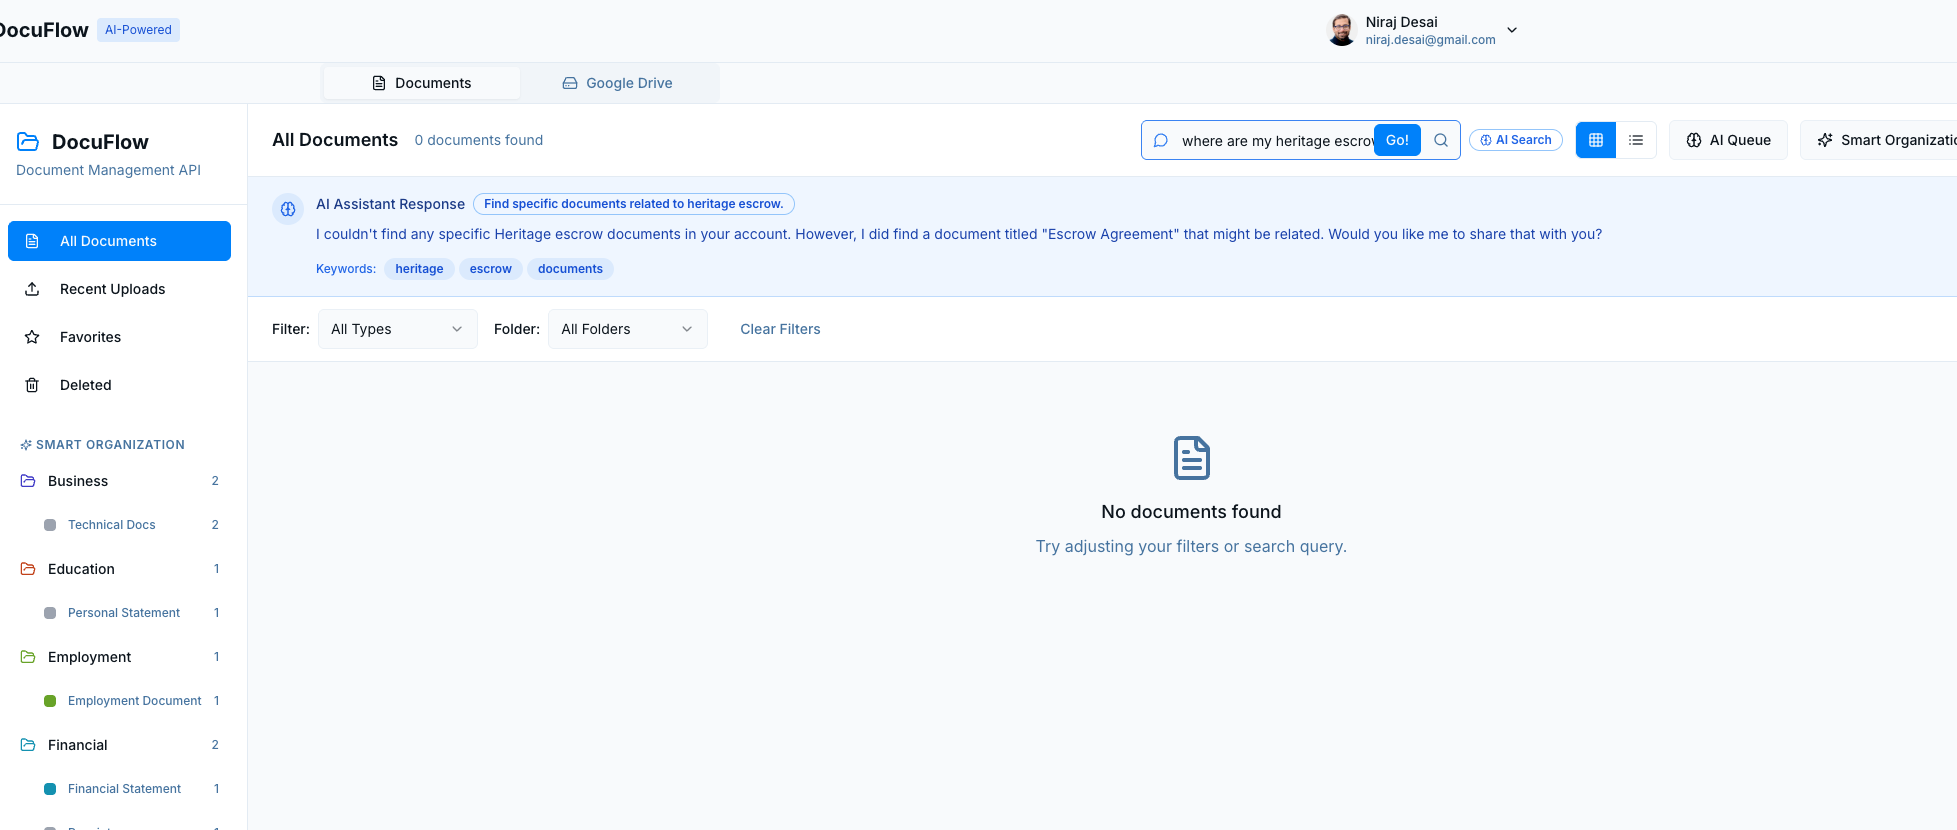 DocuFlow AI-Powered
Niraj Desai
niraj.desai@gmail.com
Documents
Google Drive
DocuFlow
Document Management API
All Documents
Recent Uploads
Favorites
Deleted
SMART ORGANIZATION
Business 2
Technical Docs 2
Education 1
Personal Statement 1
Employment 1
Employment Document 1
Financial 2
Financial Statement 1
All Documents 0 documents found
where are my heritage escrow
Go!
AI Search
AI Queue
Smart Organizatio
AI Assistant Response Find specific documents related to heritage escrow.
I couldn't find any specific Heritage escrow documents in your account. However, I did find a document titled "Escrow Agreement" that might be related. Would you like me to share that with you?
Keywords: heritage escrow documents
Filter: All Types Folder: All Folders Clear Filters
No documents found
Try adjusting your filters or search query.